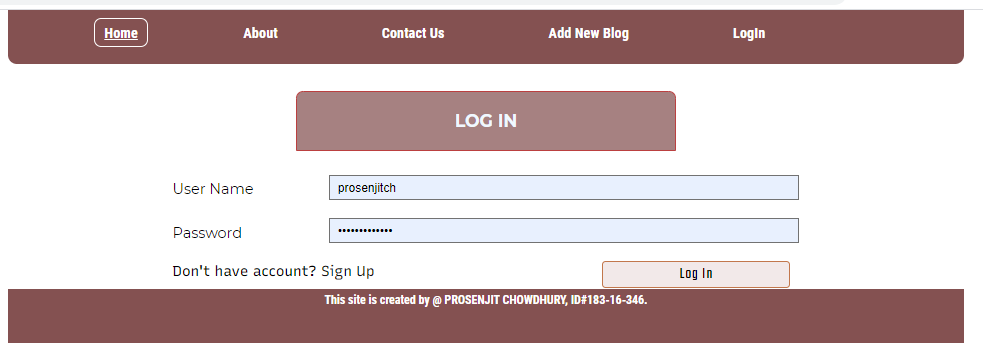 Home About Contact Us Add New Blog LogIn
LOG IN
User Name prosenjitch
Password •••••••••••••
Don't have account? Sign Up Log In
This site is created by @ PROSENJIT CHOWDHURY, ID#183-16-346.